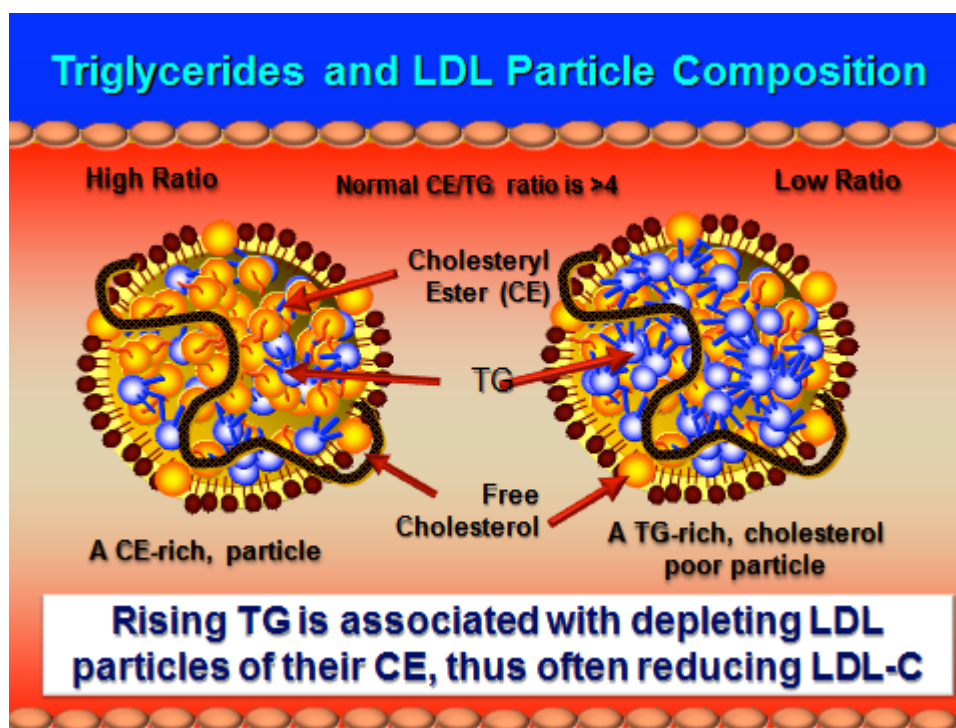 Triglycerides and LDL Particle Composition
High Ratio
Normal CE/TG ratio is >4
Low Ratio
Cholesteryl
Ester (CE)
TG
Free
Cholesterol
A CE-rich, particle
A TG-rich, cholesterol
poor particle
Rising TG is associated with depleting LDL
particles of their CE, thus often reducing LDL-C